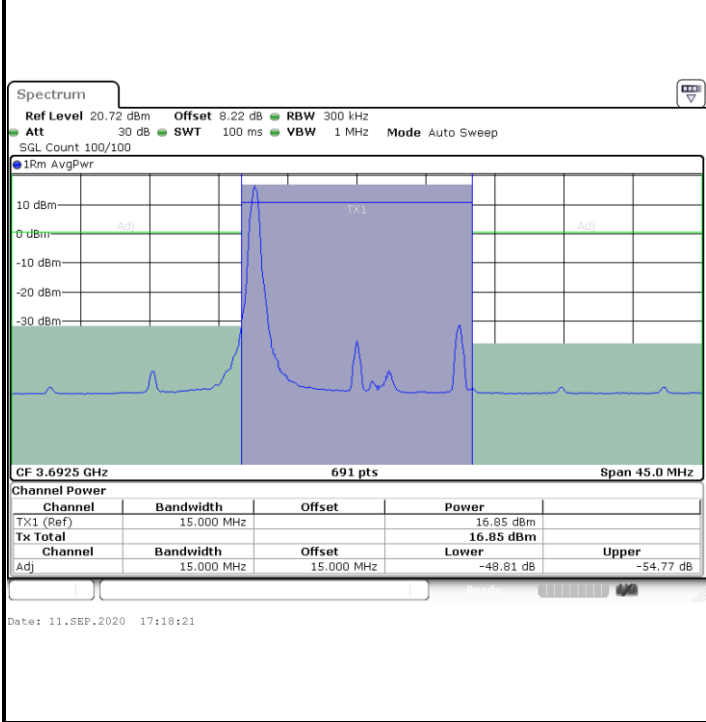 Spectrum
Ref Level 20.72 dBm Offset 8.22 dB RBW 300 kHz
Att 30 dB SWT 100 ms VBW 1 MHz Mode Auto Sweep
SGL Count 100/100
1Rm AvgPwr
10 dBm
TX1
Adj
Adj
0 dBm
-10 dBm
-20 dBm
-30 dBm
CF 3.6925 GHz 691 pts Span 45.0 MHz
Channel Power
Channel Bandwidth Offset Power
TX1 (Ref) 15.000 MHz 16.85 dBm
Tx Total 16.85 dBm
Channel Bandwidth Offset Lower Upper
Adj 15.000 MHz 15.000 MHz -48.81 dB -54.77 dB
Ready
Date: 11.SEP.2020 17:18:21